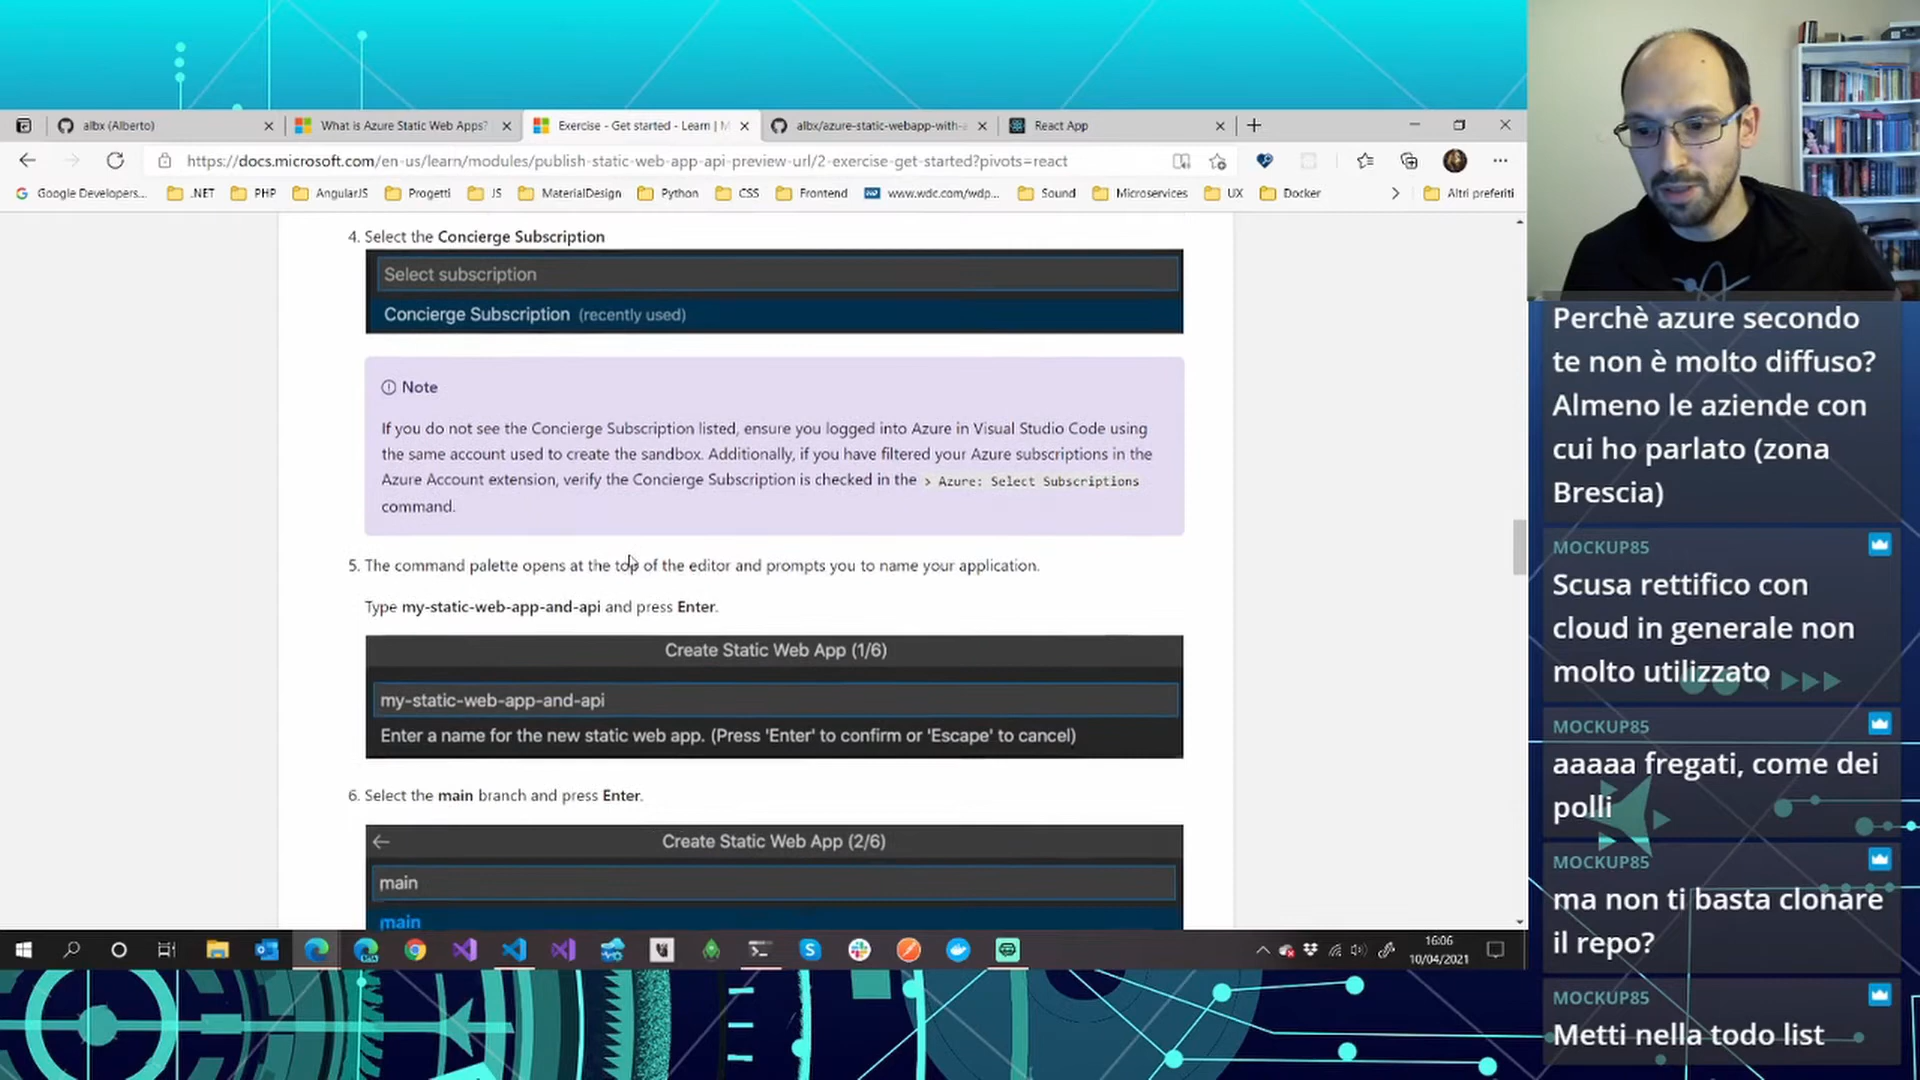 albx (Alberto)
What is Azure Static Web Apps?
Exercise - Get started - Learn | M
albx/azure-static-webapp-with-a
React App
https://docs.microsoft.com/en-us/learn/modules/publish-static-web-app-api-preview-url/2-exercise-get-started?pivots=react
Google Developers...
.NET
PHP
AngularJS
Progetti
JS
MaterialDesign
Python
CSS
Frontend
www.wdc.com/wdp...
Sound
Microservices
UX
Docker
Altri preferiti
4. Select the Concierge Subscription
Select subscription
Concierge Subscription (recently used)
Note
If you do not see the Concierge Subscription listed, ensure you logged into Azure in Visual Studio Code using
the same account used to create the sandbox. Additionally, if you have filtered your Azure subscriptions in the
Azure Account extension, verify the Concierge Subscription is checked in the > Azure: Select Subscriptions
command.
5. The command palette opens at the top of the editor and prompts you to name your application.
Type my-static-web-app-and-api and press Enter.
Create Static Web App (1/6)
my-static-web-app-and-api
Enter a name for the new static web app. (Press 'Enter' to confirm or 'Escape' to cancel)
6. Select the main branch and press Enter.
Create Static Web App (2/6)
main
main
16:06
10/04/2021
Perchè azure secondo
te non è molto diffuso?
Almeno le aziende con
cui ho parlato (zona
Brescia)
MOCKUP85
Scusa rettifico con
cloud in generale non
molto utilizzato
MOCKUP85
aaaaa fregati, come dei
polli
MOCKUP85
ma non ti basta clonare
il repo?
MOCKUP85
Metti nella todo list